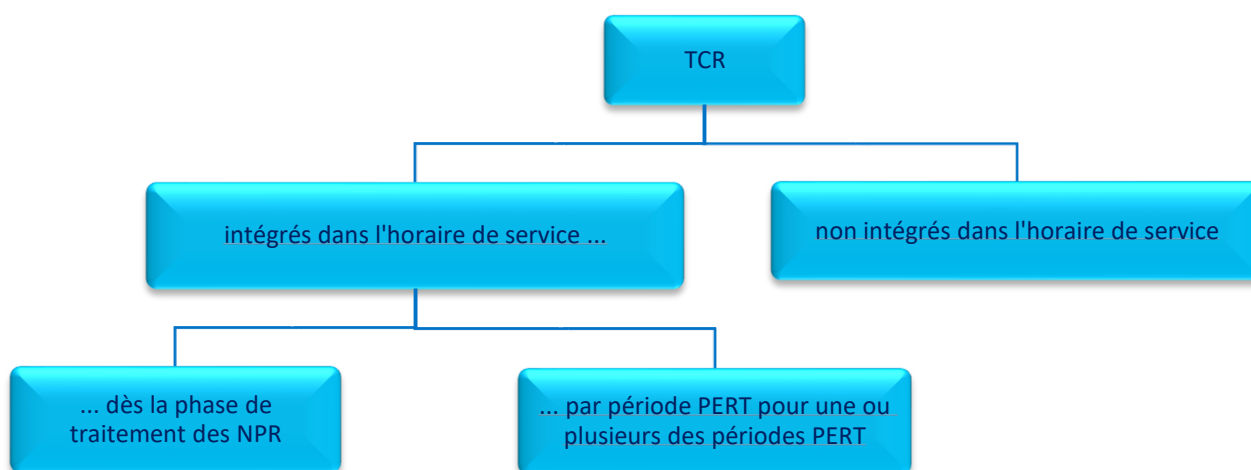 TCR
intégrés dans l'horaire de service ...
non intégrés dans l'horaire de service
... dès la phase de
traitement des NPR
... par période PERT pour une ou
plusieurs des périodes PERT